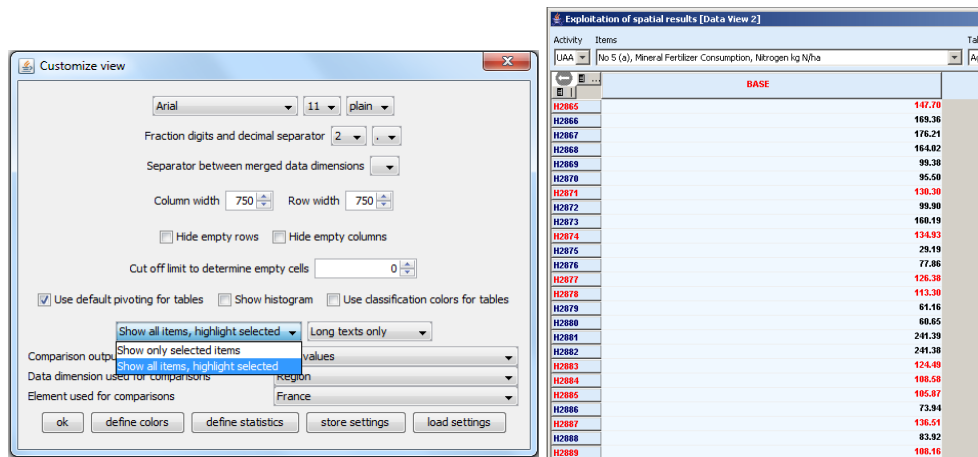 Customize view
Arial 11 plain
Fraction digits and decimal separator 2 .
Separator between merged data dimensions
Column width 750 Row width 750
Hide empty rows Hide empty columns
Cut off limit to determine empty cells 0
Use default pivoting for tables Show histogram Use classification colors for tables
Show all items, highlight selected Long texts only
Show only selected items
Show all items, highlight selected
Comparison outpu values
Data dimension used for comparisons Region
Element used for comparisons France
ok define colors define statistics store settings load settings
Exploitation of spatial results [Data View 2]
Activity Items
UAA No 5 (a), Mineral Fertilizer Consumption, Nitrogen kg N/ha
BASE
H2865 147.70
H2866 169.36
H2867 176.21
H2868 164.02
H2869 99.38
H2870 95.50
H2871 130.30
H2872 99.90
H2873 160.19
H2874 134.93
H2875 29.19
H2876 77.86
H2877 126.38
H2878 113.30
H2879 61.16
H2880 60.65
H2881 241.39
H2882 241.38
H2883 124.49
H2884 108.58
H2885 105.87
H2886 73.94
H2887 136.51
H2888 83.92
H2889 108.16